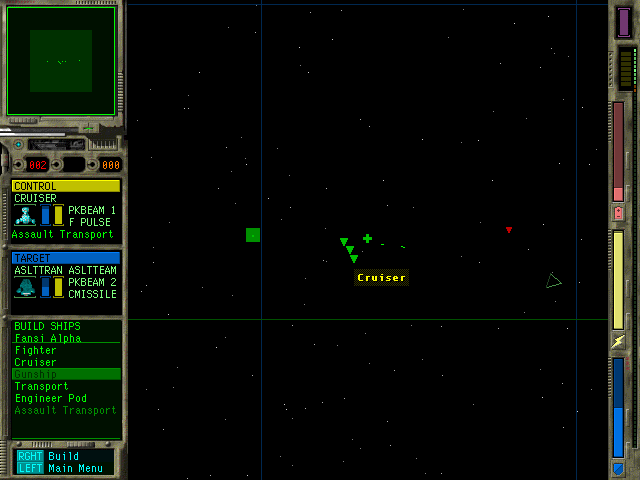 002 000
CONTROL
CRUISER
PKBEAM 1
F PULSE
Assault Transport
TARGET
ASLTTRAN ASLTTEAM
PKBEAM 2
CMISSILE
BUILD SHIPS
Fansi Alpha
Fighter
Cruiser
Gunship
Transport
Engineer Pod
Assault Transport
RGHT Build
LEFT Main Menu
Cruiser